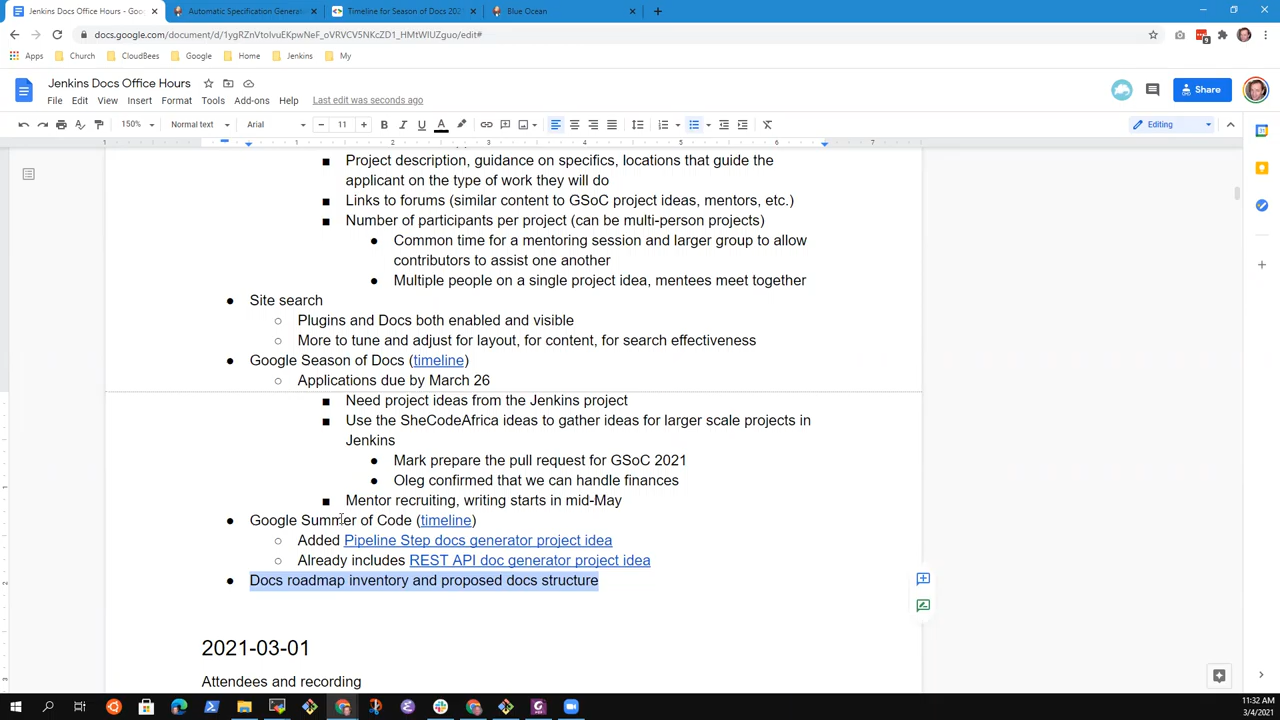 Jenkins Docs Office Hours - Goo
Automatic Specification Generat
Timeline for Season of Docs 202
Blue Ocean
docs.google.com/document/d/1ygRZnVtoIvuEKpwNeF_oVRVCV5NKcZD1_HMtWIUZguo/edit#
Apps
Church
CloudBees
Google
Home
Jenkins
My
Jenkins Docs Office Hours
File Edit View Insert Format Tools Add-ons Help Last edit was seconds ago
Share
150% Normal text Arial 11 Editing
1 1 2 3 4 5 6 7
Project description, guidance on specifics, locations that guide the
applicant on the type of work they will do
Links to forums (similar content to GSoC project ideas, mentors, etc.)
Number of participants per project (can be multi-person projects)
Common time for a mentoring session and larger group to allow
contributors to assist one another
Multiple people on a single project idea, mentees meet together
Site search
Plugins and Docs both enabled and visible
More to tune and adjust for layout, for content, for search effectiveness
Google Season of Docs (timeline)
Applications due by March 26
Need project ideas from the Jenkins project
Use the SheCodeAfrica ideas to gather ideas for larger scale projects in
Jenkins
Mark prepare the pull request for GSoC 2021
Oleg confirmed that we can handle finances
Mentor recruiting, writing starts in mid-May
Google Summer of Code (timeline)
Added Pipeline Step docs generator project idea
Already includes REST API doc generator project idea
Docs roadmap inventory and proposed docs structure
2021-03-01
Attendees and recording
11:32 AM
3/4/2021